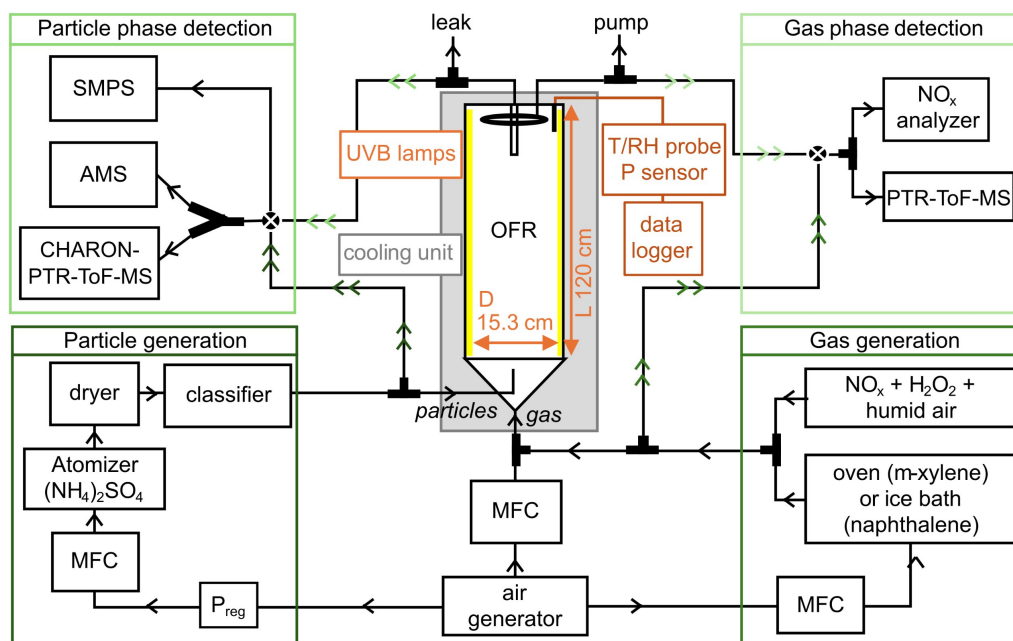 Particle phase detection
leak
pump
Gas phase detection
SMPS
AMS
CHARON-
PTR-ToF-MS
UVB lamps
cooling unit
OFR
D
15.3 cm
L 120 cm
T/RH probe
P sensor
data
logger
NOx
analyzer
PTR-ToF-MS
Particle generation
dryer
classifier
Atomizer
(NH4)2SO4
MFC
Preg
particles
gas
MFC
air
generator
Gas generation
NOx + H2O2 +
humid air
oven (m-xylene)
or ice bath
(naphthalene)
MFC